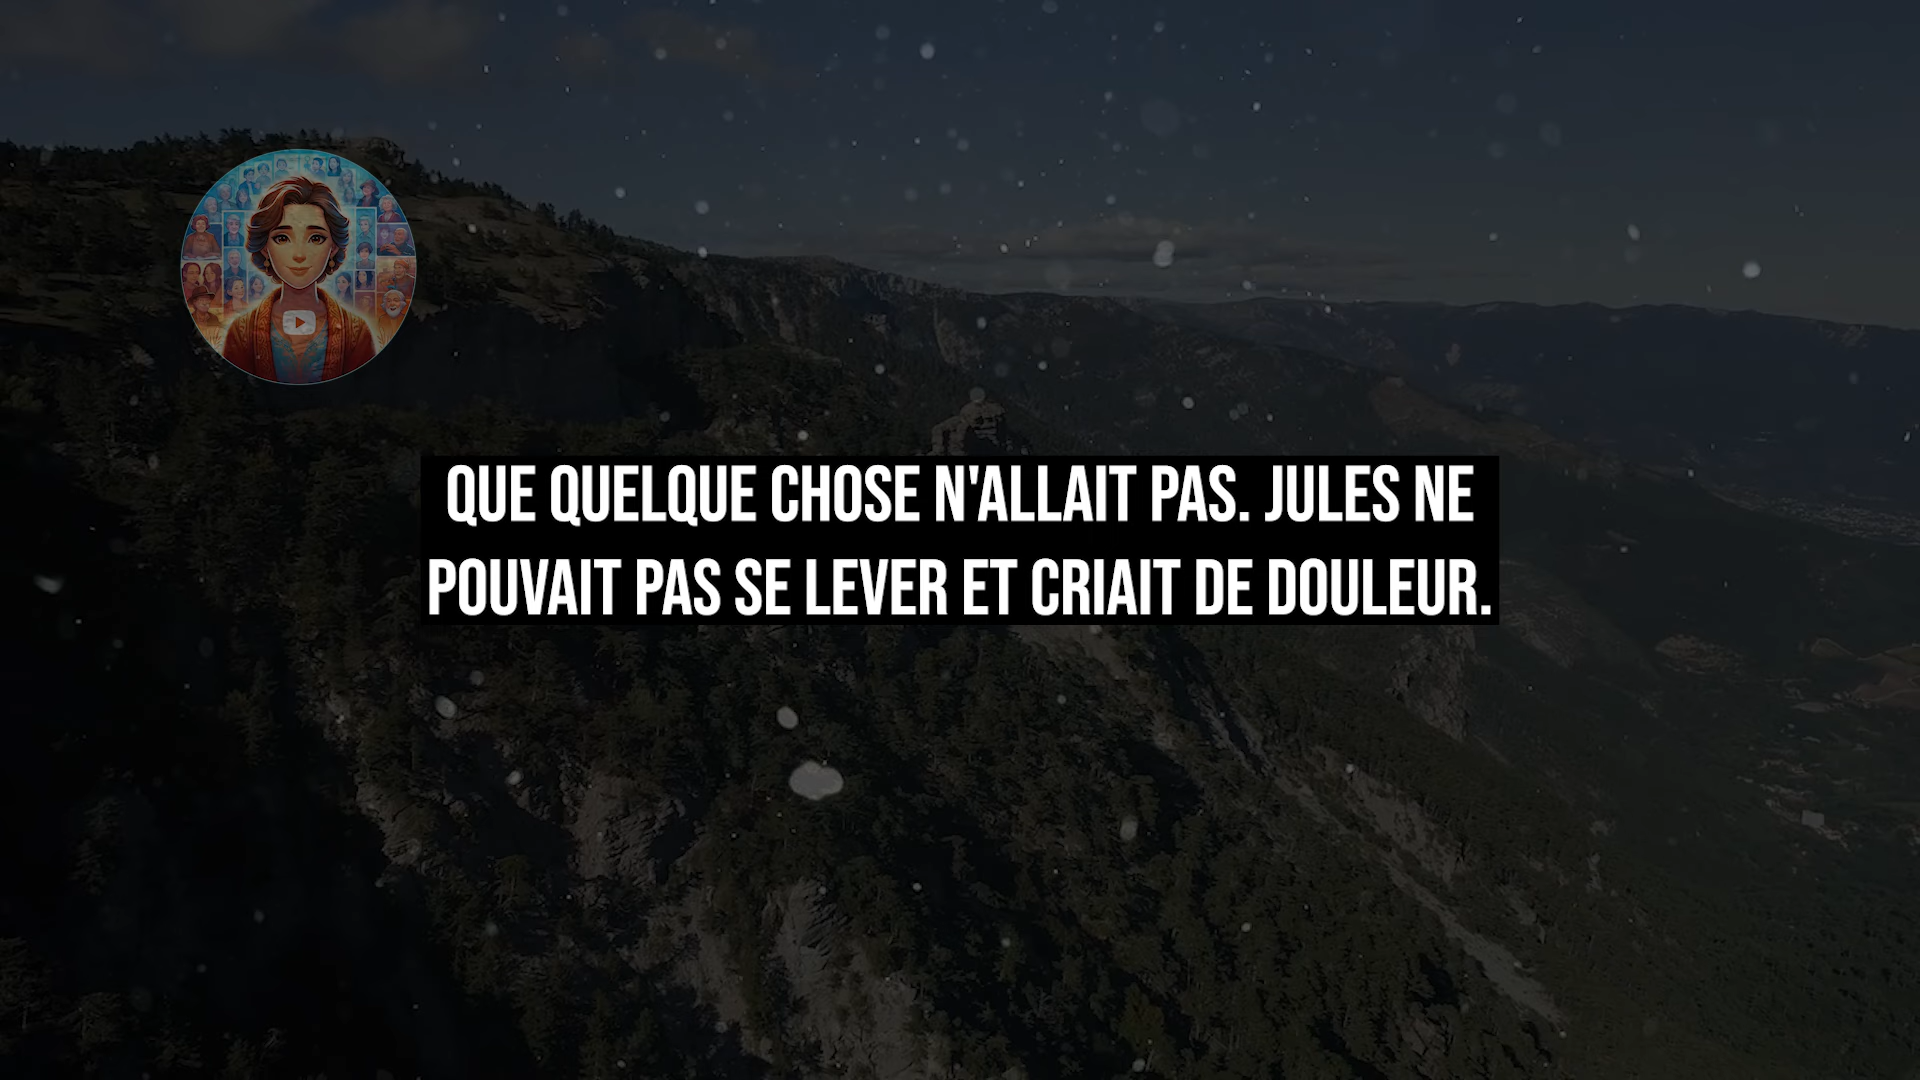 QUE QUELQUE CHOSE N'ALLAIT PAS. JULES NE
POUVAIT PAS SE LEVER ET CRIAIT DE DOULEUR.